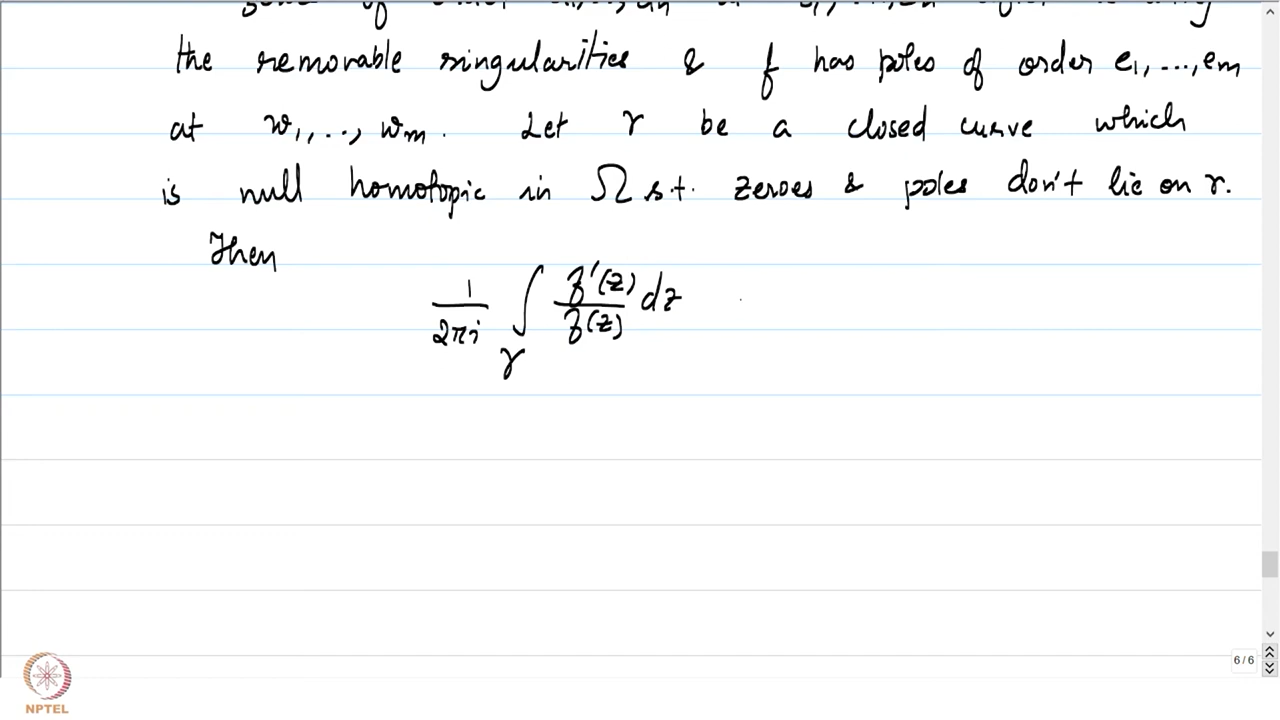 the removable singularities & f has poles of order e1, ..., em
at w1, .., wm. Let γ be a closed curve which
is null homotopic in Ω s.t. zeroes & poles don't lie on γ.
Then
1/2πi ∫γ f'(z)/f(z) dz
6 / 6
NPTEL